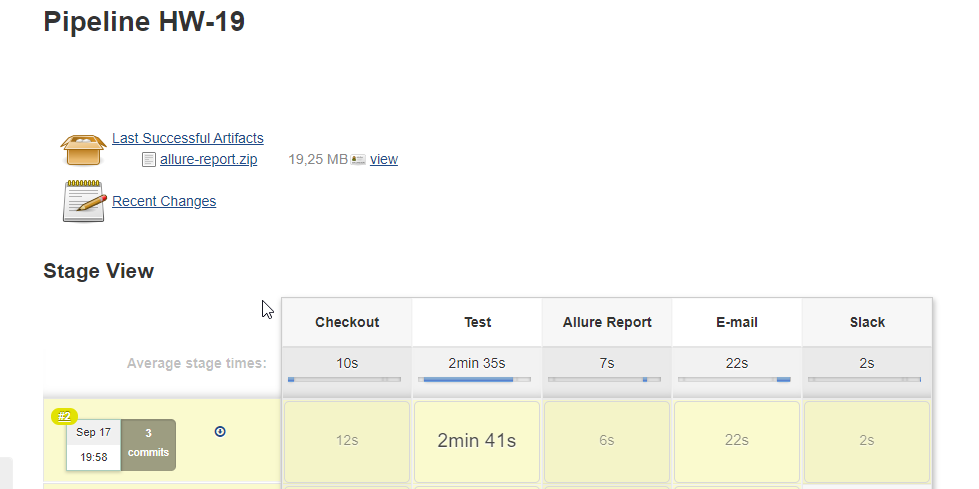 Pipeline HW-19
Last Successful Artifacts
allure-report.zip 19,25 MB view
Recent Changes
Stage View
Checkout Test Allure Report E-mail Slack
Average stage times: 10s 2min 35s 7s 22s 2s
#2
Sep 17
19:58
3
commits
12s 2min 41s 6s 22s 2s